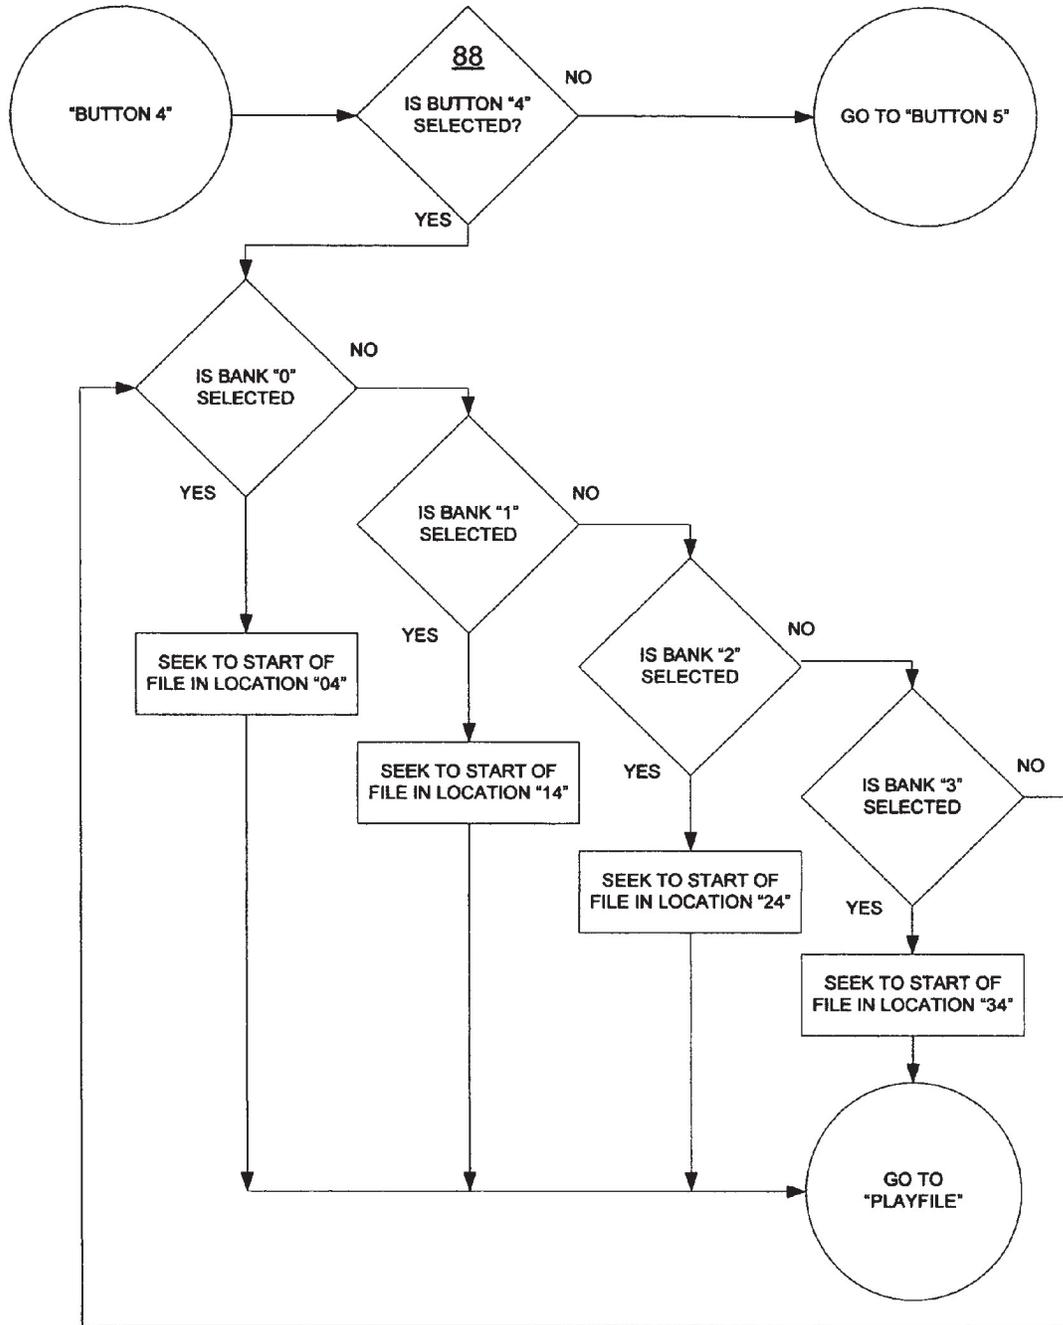 "BUTTON 4"
88
IS BUTTON "4"
SELECTED?
NO
GO TO "BUTTON 5"
YES
IS BANK "0"
SELECTED
NO
YES
IS BANK "1"
SELECTED
NO
YES
SEEK TO START OF
FILE IN LOCATION "04"
IS BANK "2"
SELECTED
NO
YES
SEEK TO START OF
FILE IN LOCATION "14"
IS BANK "3"
SELECTED
NO
YES
SEEK TO START OF
FILE IN LOCATION "24"
SEEK TO START OF
FILE IN LOCATION "34"
GO TO
"PLAYFILE"